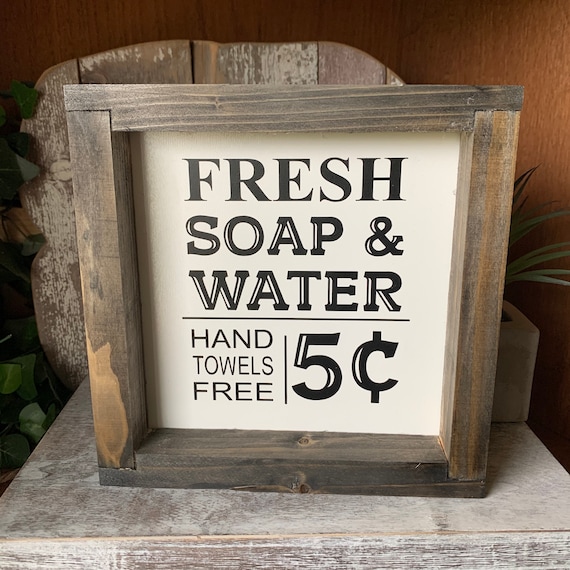 FRESH
SOAP &
WATER
HAND
TOWELS
FREE
5¢